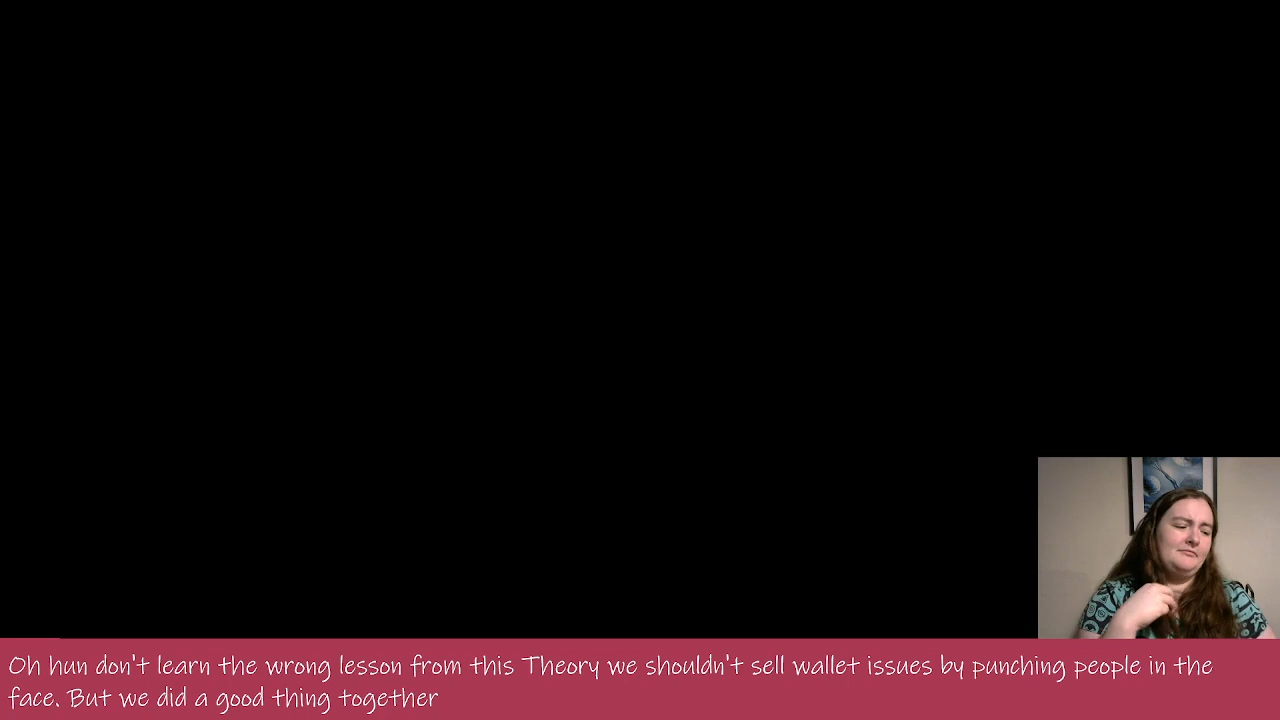 Oh hun don't learn the wrong lesson from this Theory we shouldn't sell wallet issues by punching people in the
face. But we did a good thing together